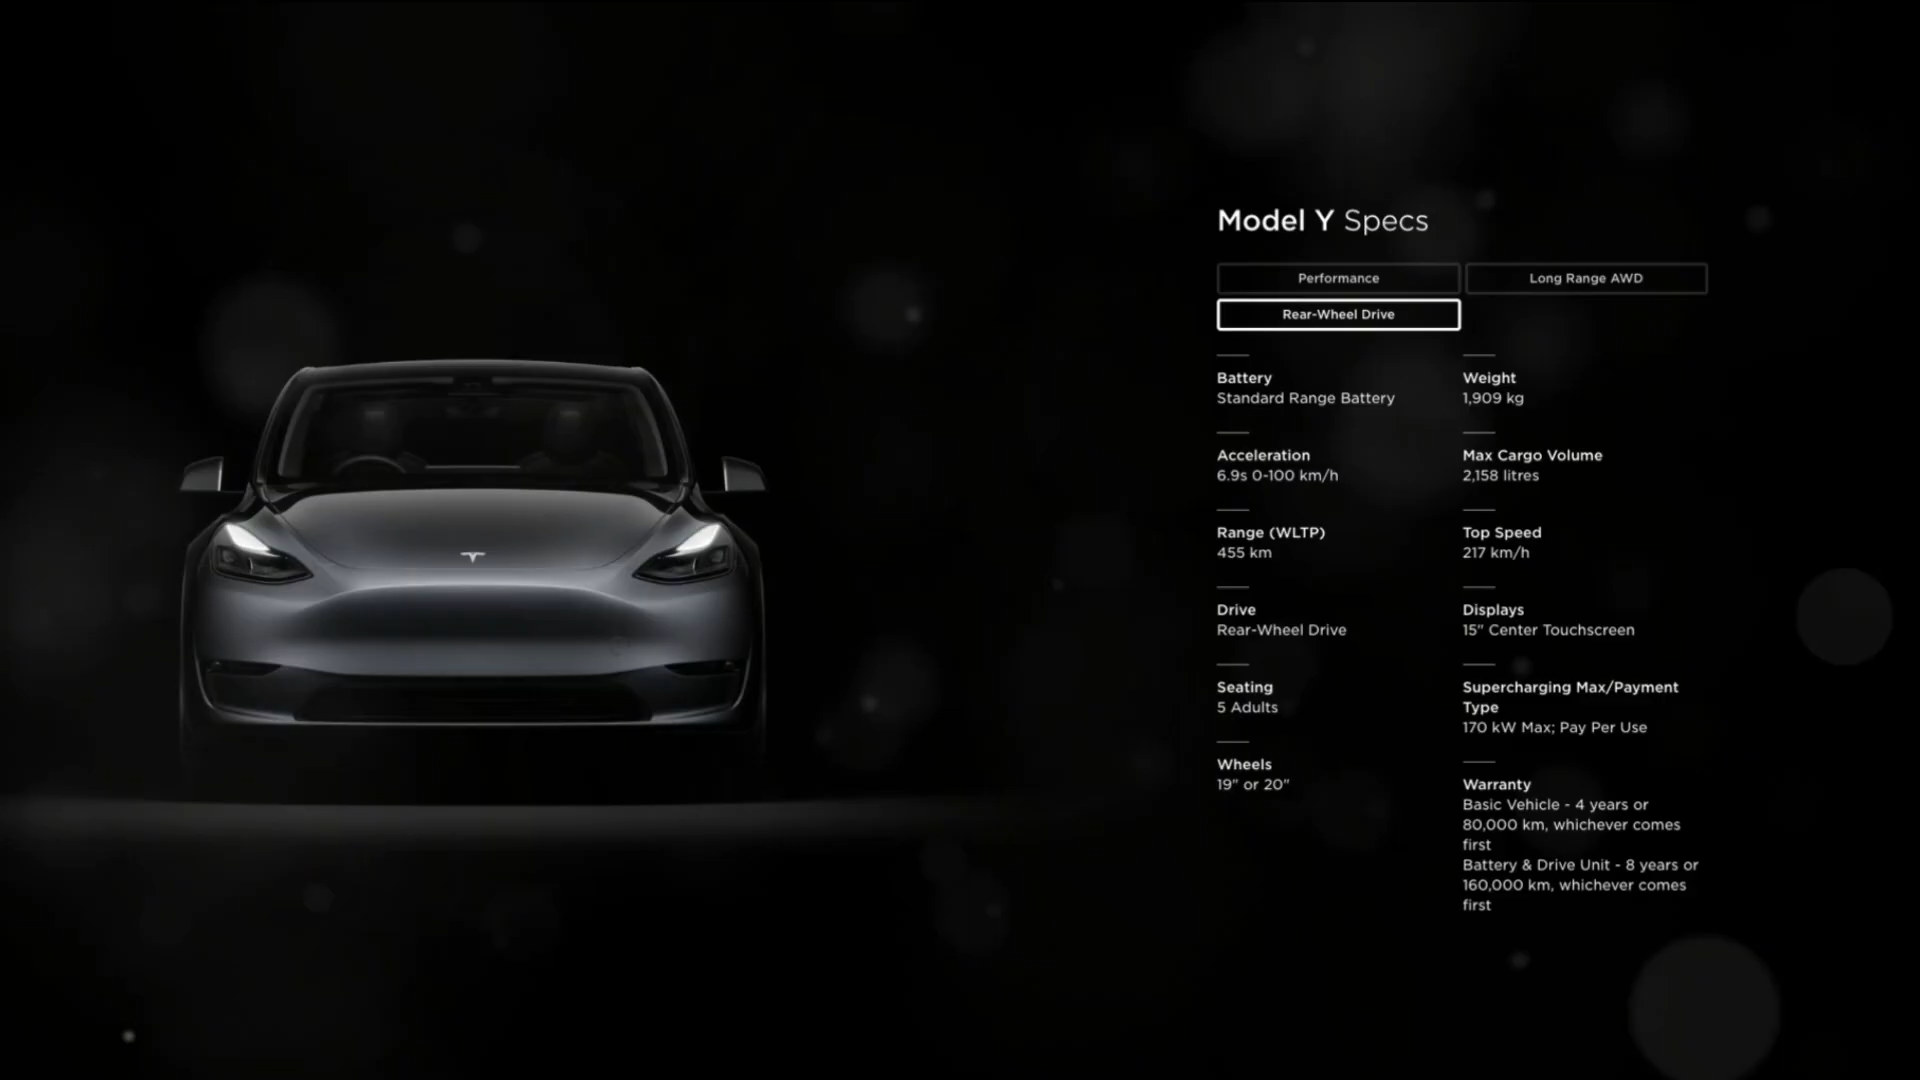 Model Y Specs
Performance
Long Range AWD
Rear-Wheel Drive
Battery
Standard Range Battery
Acceleration
6.9s 0-100 km/h
Range (WLTP)
455 km
Drive
Rear-Wheel Drive
Seating
5 Adults
Wheels
19" or 20"
Weight
1,909 kg
Max Cargo Volume
2,158 litres
Top Speed
217 km/h
Displays
15" Center Touchscreen
Supercharging Max/Payment
Type
170 kW Max; Pay Per Use
Warranty
Basic Vehicle - 4 years or
80,000 km, whichever comes
first
Battery & Drive Unit - 8 years or
160,000 km, whichever comes
first